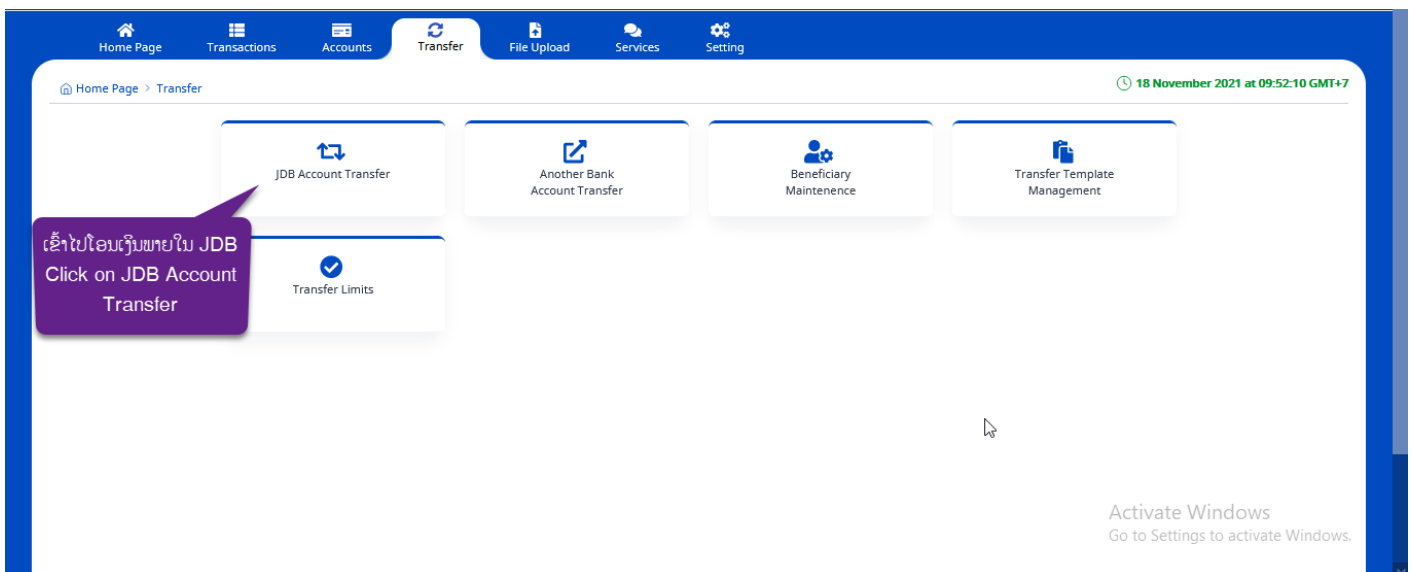 Home Page
Transactions
Accounts
Transfer
File Upload
Services
Setting
Home Page > Transfer
18 November 2021 at 09:52:10 GMT+7
JDB Account Transfer
Another Bank
Account Transfer
Beneficiary
Maintenence
Transfer Template
Management
ເຂົ້າໄປໂອນເງິນພາຍໃນ JDB
Click on JDB Account
Transfer
Transfer Limits
Activate Windows
Go to Settings to activate Windows.